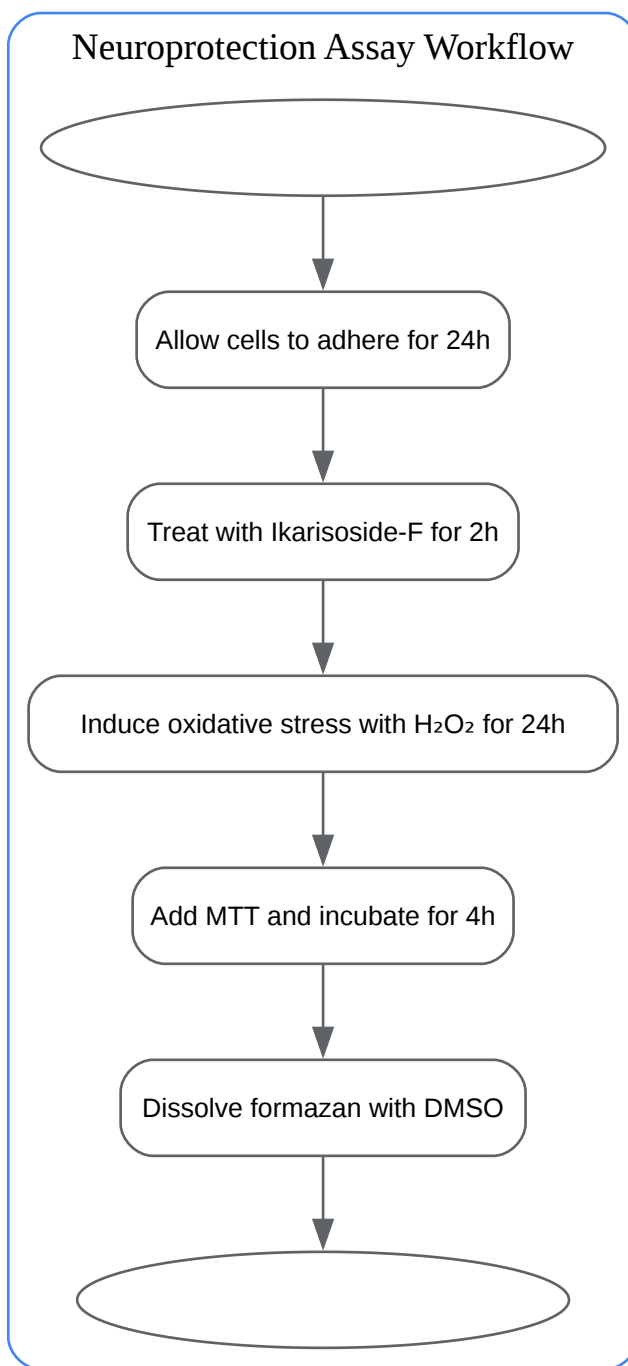 Neuroprotection Assay Workflow
Allow cells to adhere for 24h
Treat with Ikarisoside-F for 2h
Induce oxidative stress with H₂O₂ for 24h
Add MTT and incubate for 4h
Dissolve formazan with DMSO